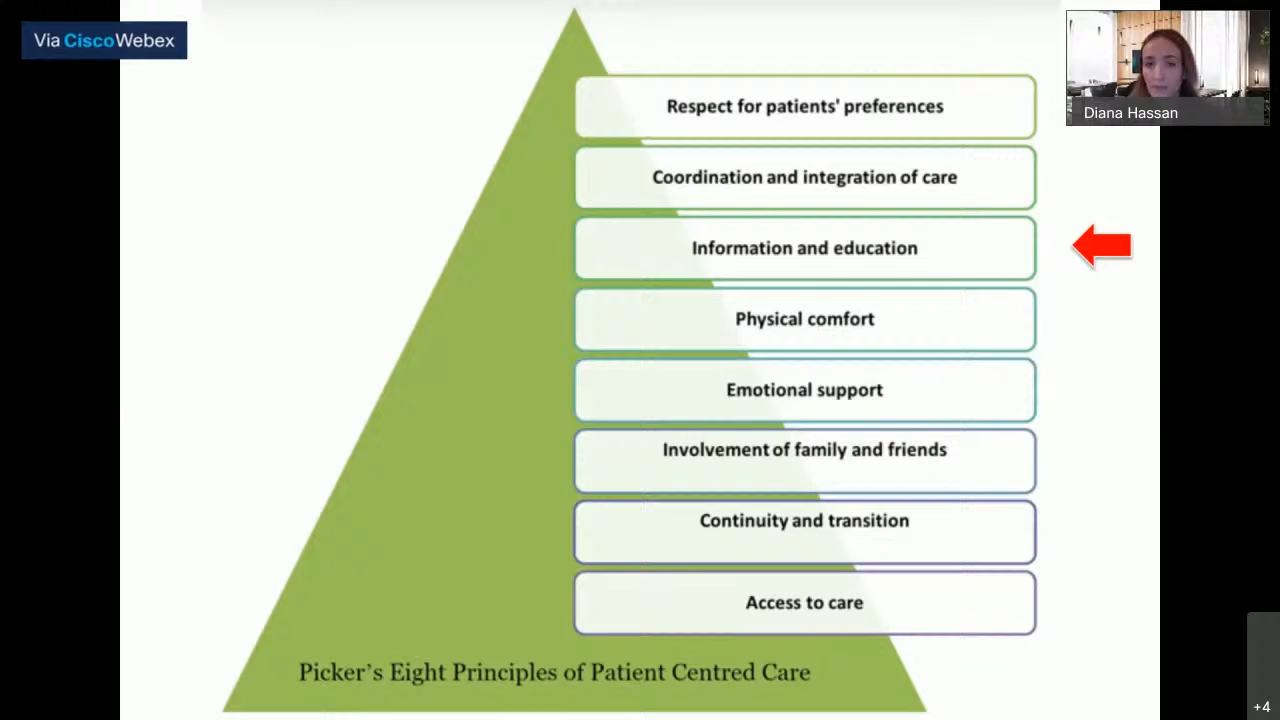 Via CiscoWebex
Diana Hassan
Respect for patients' preferences
Coordination and integration of care
Information and education
Physical comfort
Emotional support
Involvement of family and friends
Continuity and transition
Access to care
Picker’s Eight Principles of Patient Centred Care
+4